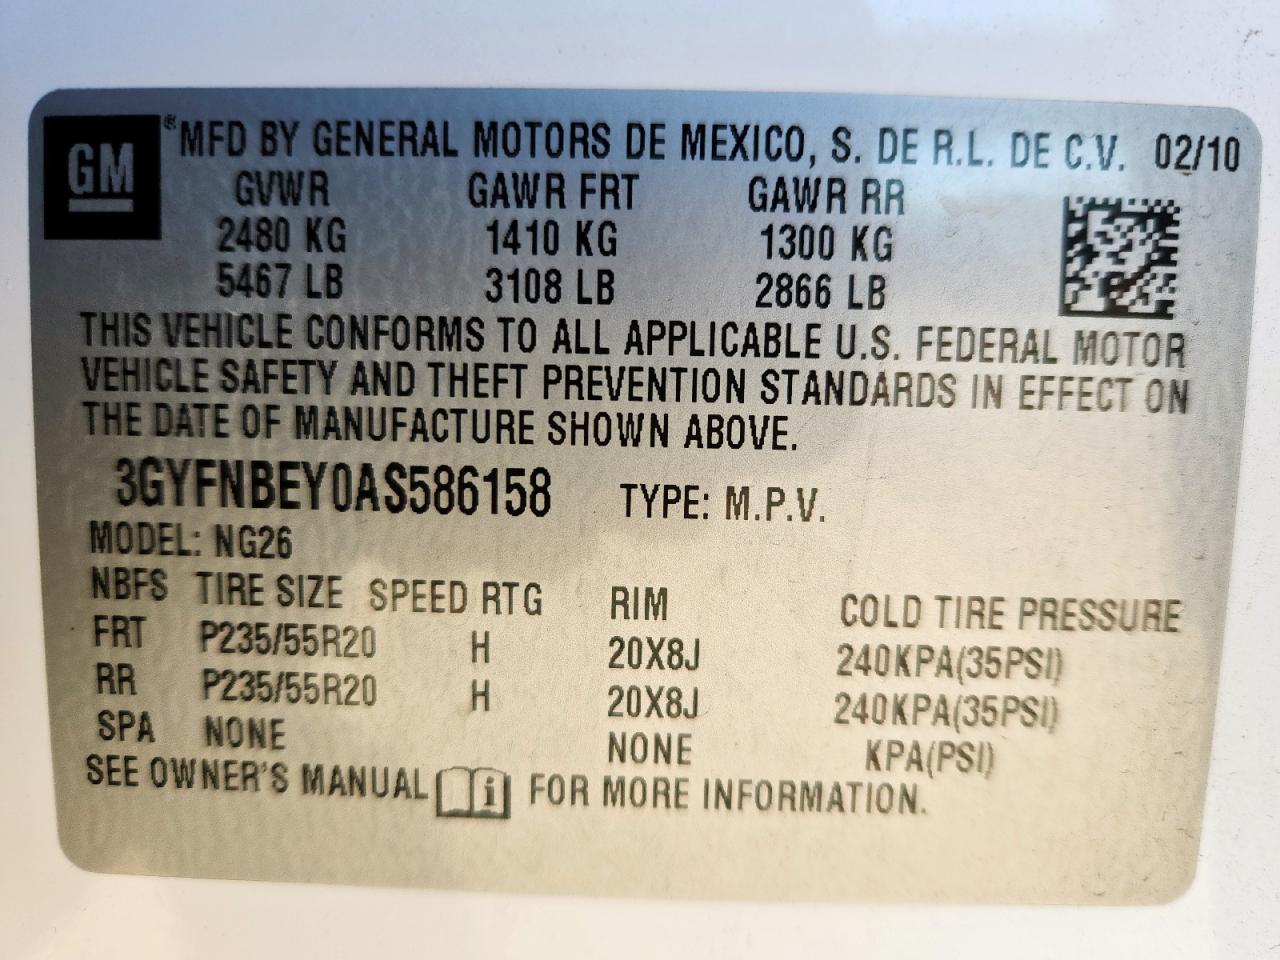 GM ® MFD BY GENERAL MOTORS DE MEXICO, S. DE R.L. DE C.V. 02/10
GVWR GAWR FRT GAWR RR
2480 KG 1410 KG 1300 KG
5467 LB 3108 LB 2866 LB
THIS VEHICLE CONFORMS TO ALL APPLICABLE U.S. FEDERAL MOTOR
VEHICLE SAFETY AND THEFT PREVENTION STANDARDS IN EFFECT ON
THE DATE OF MANUFACTURE SHOWN ABOVE.
3GYFNBEY0AS586158 TYPE: M.P.V.
MODEL: NG26
NBFS TIRE SIZE SPEED RTG RIM COLD TIRE PRESSURE
FRT P235/55R20 H 20X8J 240KPA(35PSI)
RR P235/55R20 H 20X8J 240KPA(35PSI)
SPA NONE NONE KPA(PSI)
SEE OWNER'S MANUAL i FOR MORE INFORMATION.